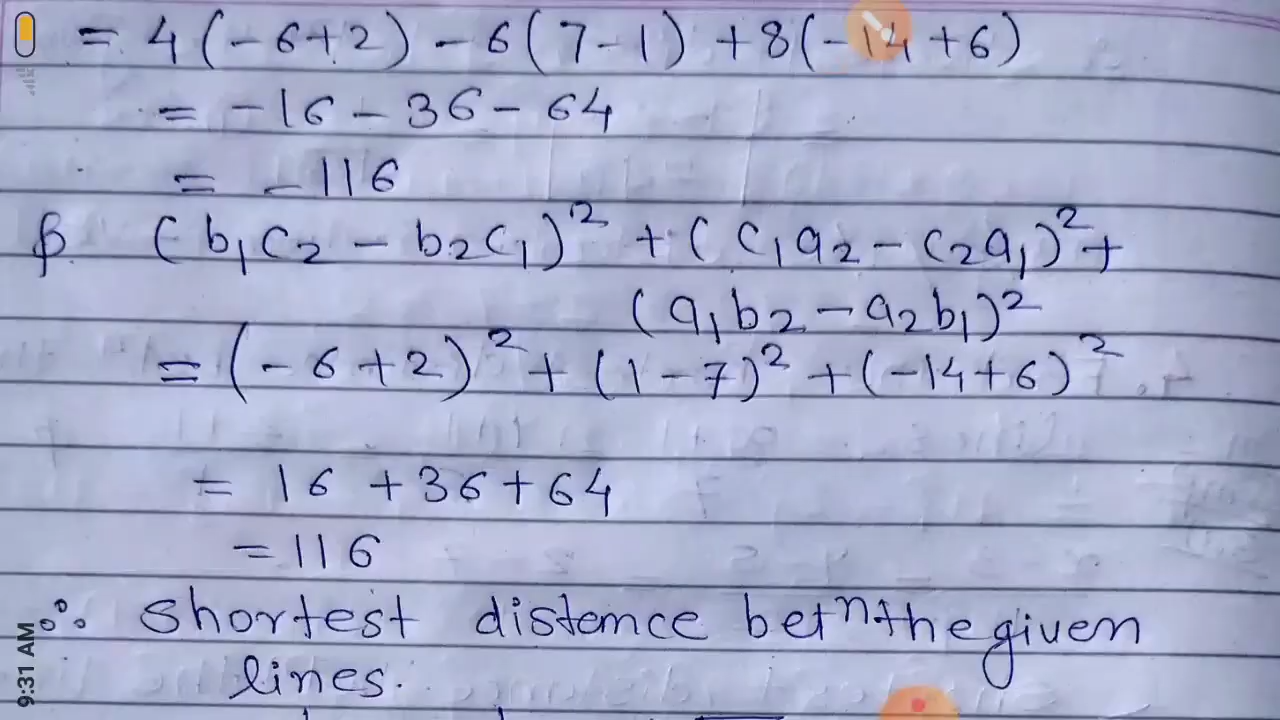 = 4(-6+2) - 6(7-1) +8(-14+6)
= -16 - 36 - 64
= -116
& (b₁c₂ - b₂c₁)² + (c₁a₂ - c₂a₁)² +
(a₁b₂ - a₂b₁)²
= (-6+2)² + (1-7)² + (-14+6)²
= 16 +36+64
= 116
∴ Shortest distance betⁿ the given
lines.
9:31 AM